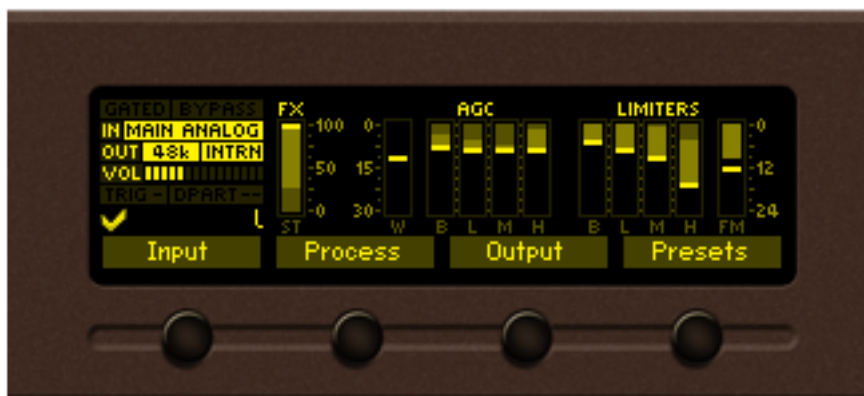 GATED BYPASS FX AGC LIMITERS
IN MAIN ANALOG 100 0 0
OUT 48k INTRN 50 15 12
VOL
TRIG - DPART -- 0 30 24
L ST W B L M H B L M H FM
Input Process Output Presets